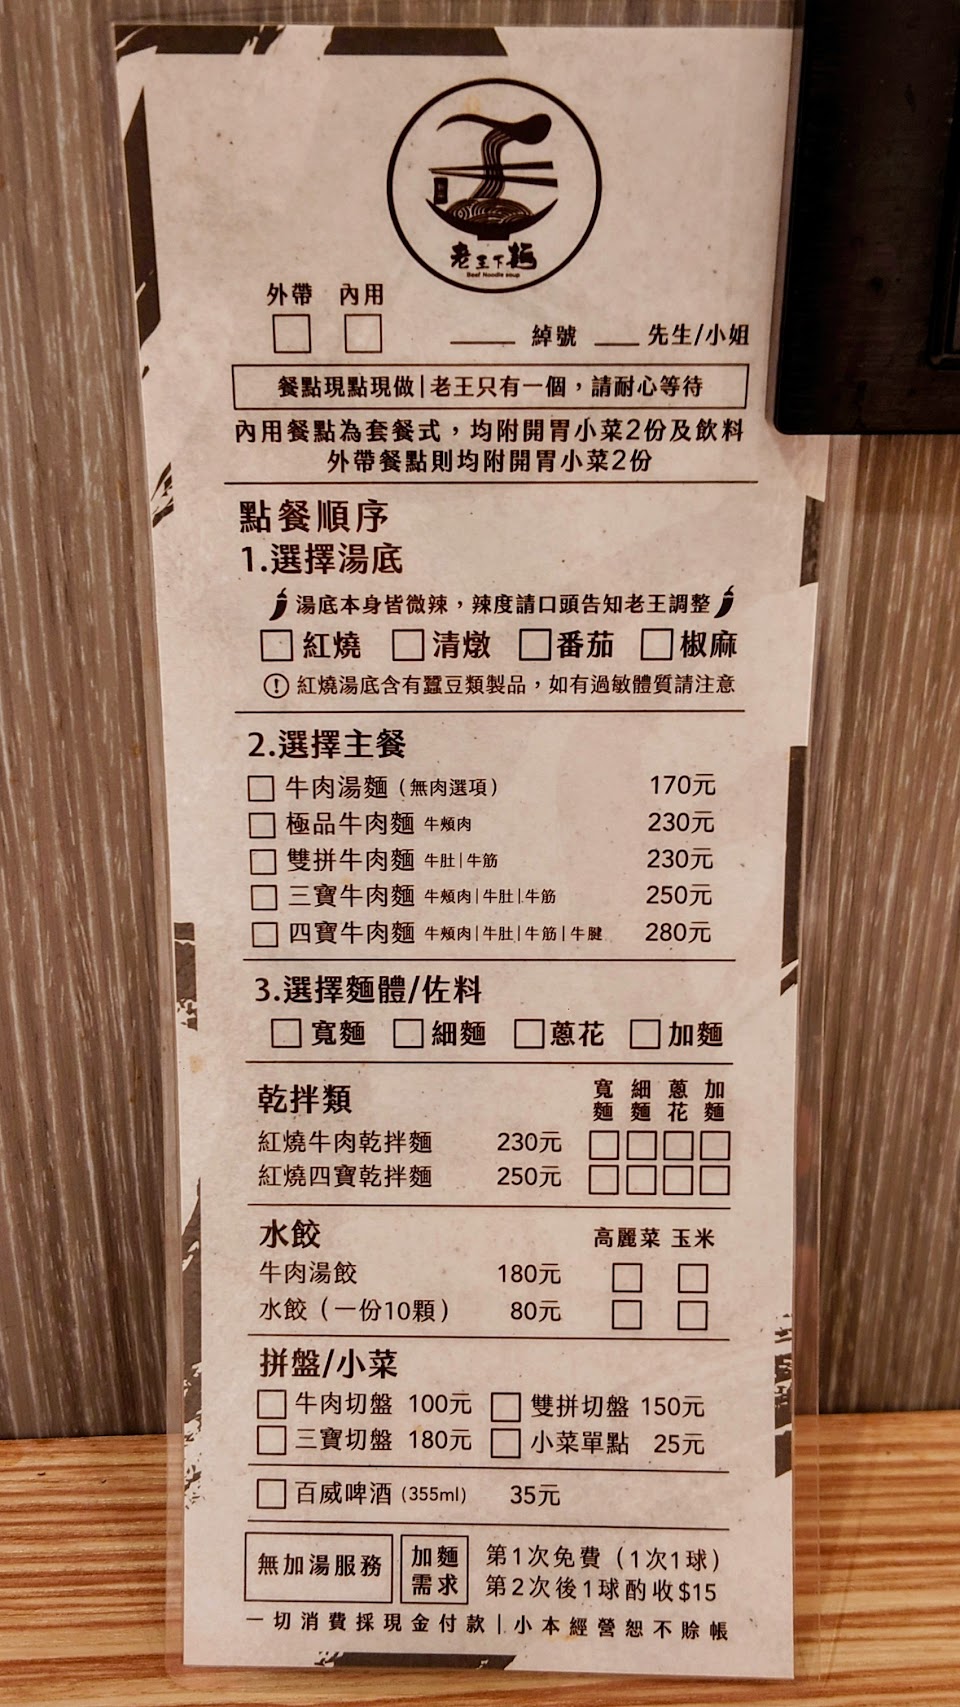 老王下麵
Beef Noodle soup
外帶 內用
綽號 先生/小姐
餐點現點現做|老王只有一個，請耐心等待
內用餐點為套餐式，均附開胃小菜2份及飲料
外帶餐點則均附開胃小菜2份
點餐順序
1.選擇湯底
湯底本身皆微辣，辣度請口頭告知老王調整
紅燒 清燉 番茄 椒麻
! 紅燒湯底含有蠶豆類製品，如有過敏體質請注意
2.選擇主餐
牛肉湯麵（無肉選項） 170元
極品牛肉麵 牛頰肉 230元
雙拼牛肉麵 牛肚|牛筋 230元
三寶牛肉麵 牛頰肉|牛肚|牛筋 250元
四寶牛肉麵 牛頰肉|牛肚|牛筋|牛腱 280元
3.選擇麵體/佐料
寬麵 細麵 蔥花 加麵
乾拌類 寬麵 細麵 蔥花 加麵
紅燒牛肉乾拌麵 230元
紅燒四寶乾拌麵 250元
水餃 高麗菜 玉米
牛肉湯餃 180元
水餃（一份10顆） 80元
拼盤/小菜
牛肉切盤 100元 雙拼切盤 150元
三寶切盤 180元 小菜單點 25元
百威啤酒 (355ml) 35元
無加湯服務 加麵需求 第1次免費（1次1球）
第2次後1球酌收$15
一切消費採現金付款|小本經營恕不賒帳